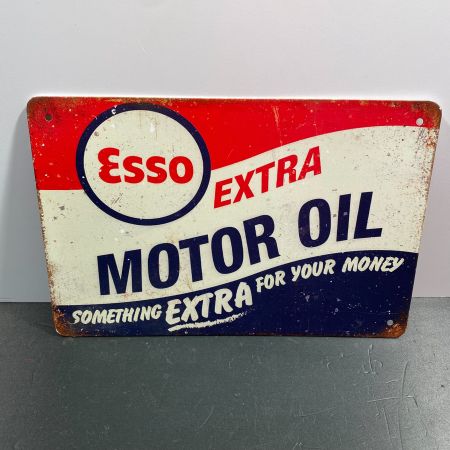 Esso
EXTRA
MOTOR OIL
SOMETHING EXTRA FOR YOUR MONEY